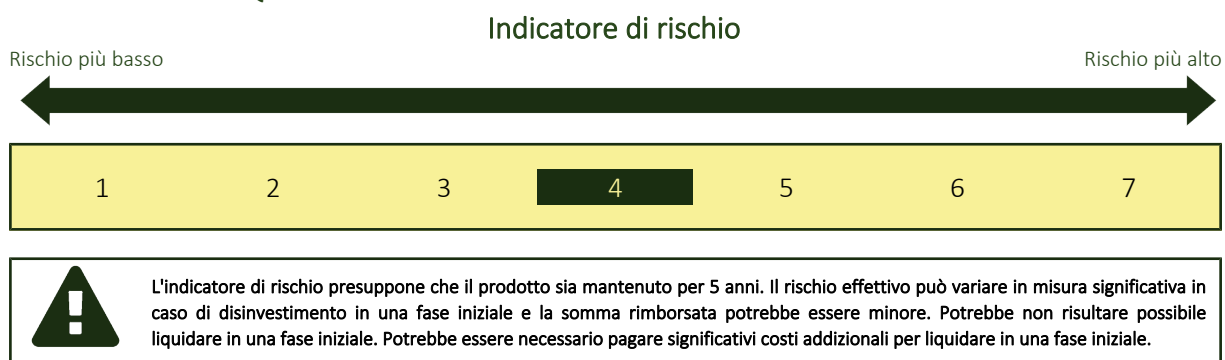 Indicatore di rischio
Rischio più basso
Rischio più alto
1 2 3 4 5 6 7
L'indicatore di rischio presuppone che il prodotto sia mantenuto per 5 anni. Il rischio effettivo può variare in misura significativa in
caso di disinvestimento in una fase iniziale e la somma rimborsata potrebbe essere minore. Potrebbe non risultare possibile
liquidare in una fase iniziale. Potrebbe essere necessario pagare significativi costi addizionali per liquidare in una fase iniziale.